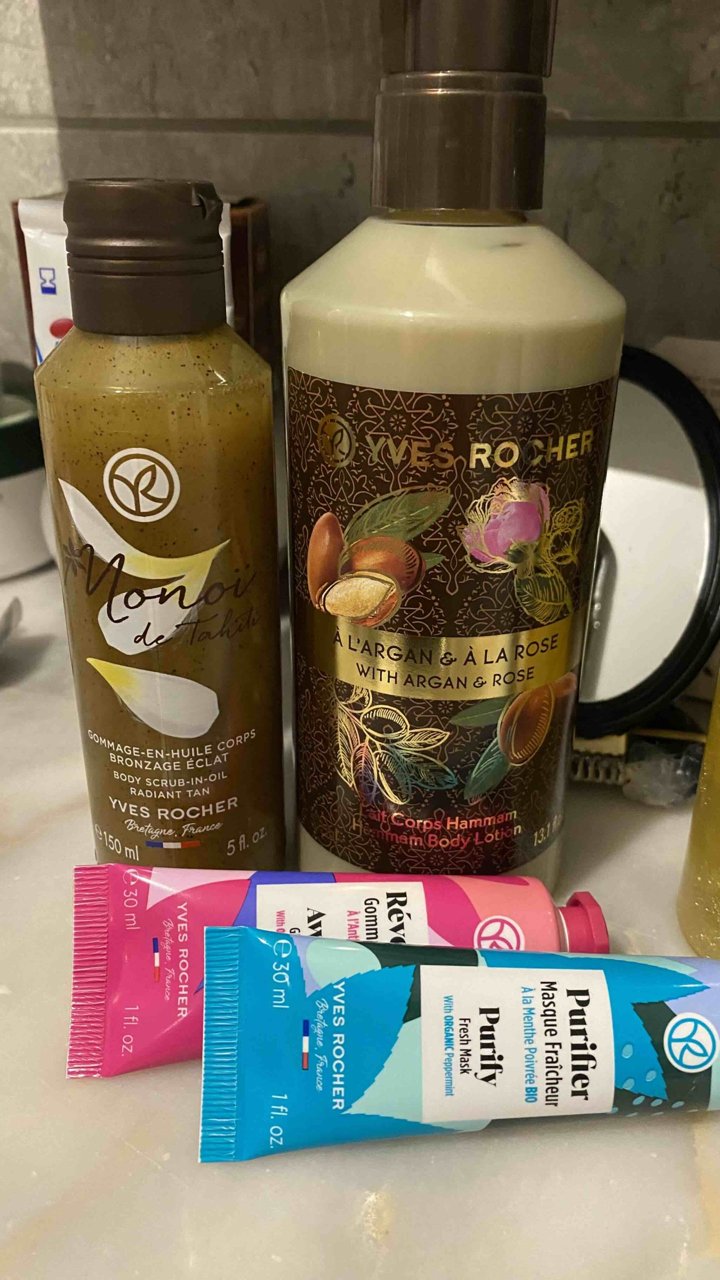 Monoï
de Tahiti
GOMMAGE-EN-HUILE CORPS
BRONZAGE ÉCLAT
BODY SCRUB-IN-OIL
RADIANT TAN
YVES ROCHER
Bretagne, France
℮150 ml
5 fl. oz.
YVES ROCHER
À L'ARGAN & À LA ROSE
WITH ARGAN & ROSE
Lait Corps Hammam
Hammam Body Lotion
13.1 fl.
℮30 ml
1 fl. oz.
YVES ROCHER
Bretagne, France
℮30 ml
1 fl. oz.
YVES ROCHER
Bretagne, France
Purifier
Masque Fraîcheur
À la Menthe Poivrée BIO
Purify
Fresh Mask
With ORGANIC Peppermint